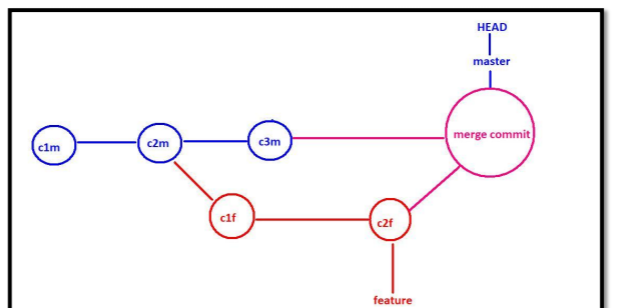 HEAD
master
c1m
c2m
c3m
merge commit
c1f
c2f
feature